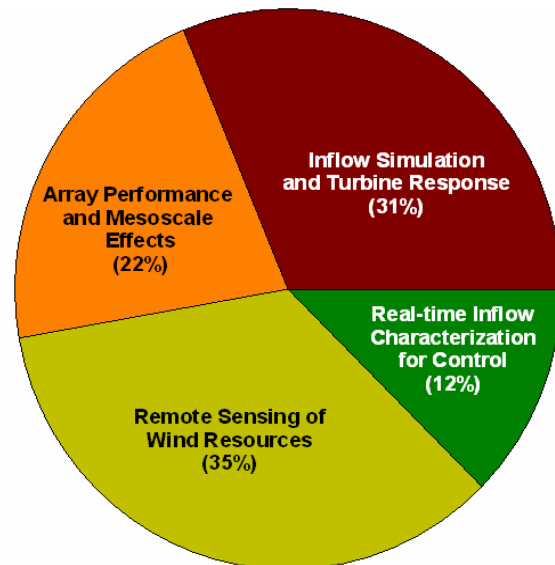 Inflow Simulation
and Turbine Response
(31%)
Array Performance
and Mesoscale
Effects
(22%)
Real-time Inflow
Characterization
for Control
(12%)
Remote Sensing of
Wind Resources
(35%)